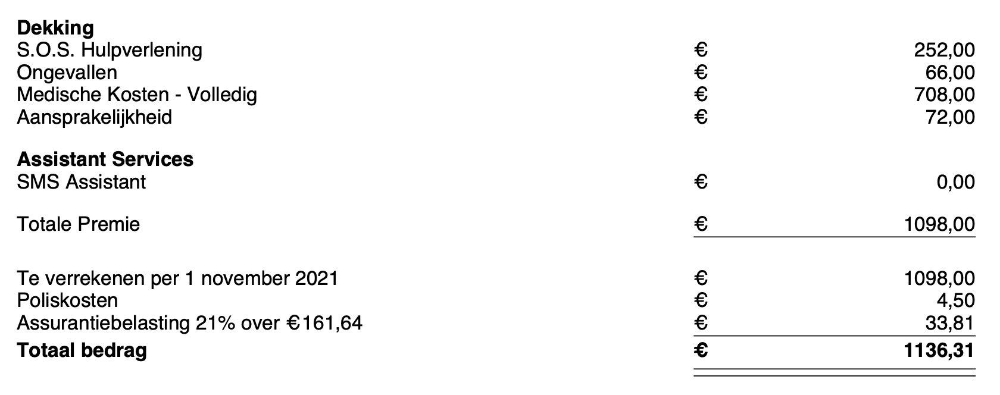 Dekking
S.O.S. Hulpverlening € 252,00
Ongevallen € 66,00
Medische Kosten - Volledig € 708,00
Aansprakelijkheid € 72,00
Assistant Services
SMS Assistant € 0,00
Totale Premie € 1098,00
Te verrekenen per 1 november 2021 € 1098,00
Poliskosten € 4,50
Assurantiebelasting 21% over €161,64 € 33,81
Totaal bedrag € 1136,31